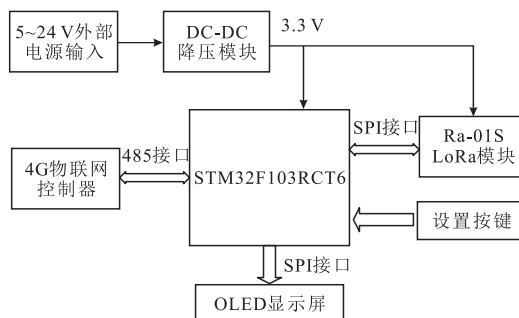 5~24 V外部
电源输入
DC-DC
降压模块
3.3 V
SPI接口
Ra-01S
LoRa模块
4G物联网
控制器
485接口
STM32F103RCT6
设置按键
SPI接口
OLED显示屏